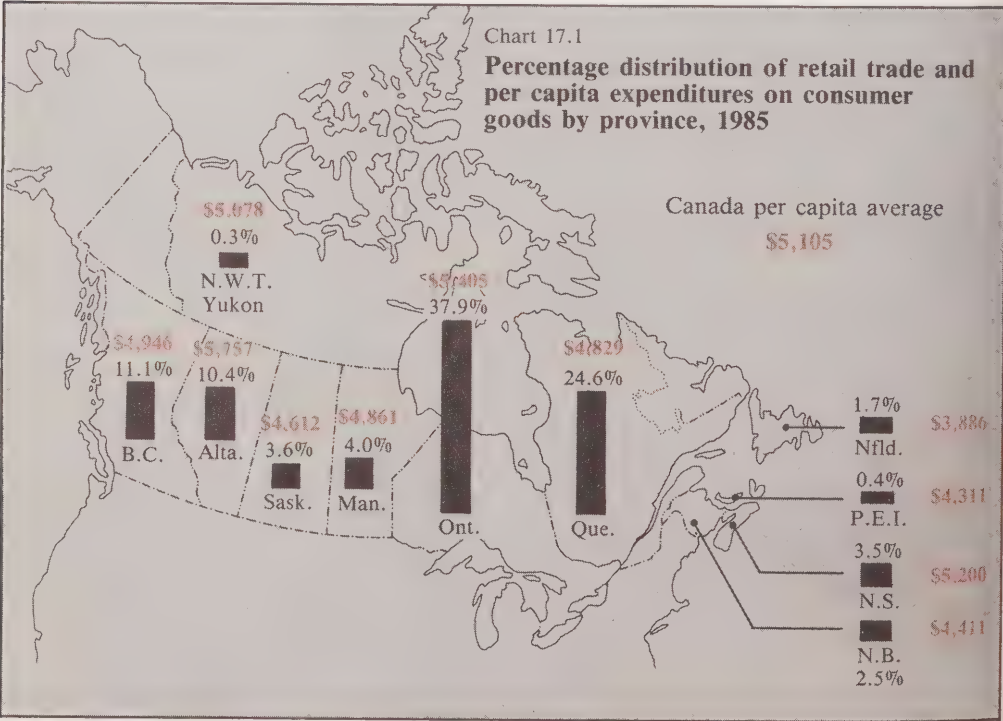 Chart 17.1
Percentage distribution of retail trade and
per capita expenditures on consumer
goods by province, 1985
Canada per capita average
$5,105
$5,078
0.3%
N.W.T.
Yukon
$5,405
37.9%
Ont.
$4,946
11.1%
B.C.
$5,757
10.4%
Alta.
$4,612
3.6%
Sask.
$4,861
4.0%
Man.
$4,829
24.6%
Que.
1.7%
Nfld.
$3,886
0.4%
P.E.I.
$4,311
3.5%
N.S.
$5,200
N.B.
2.5%
$4,411